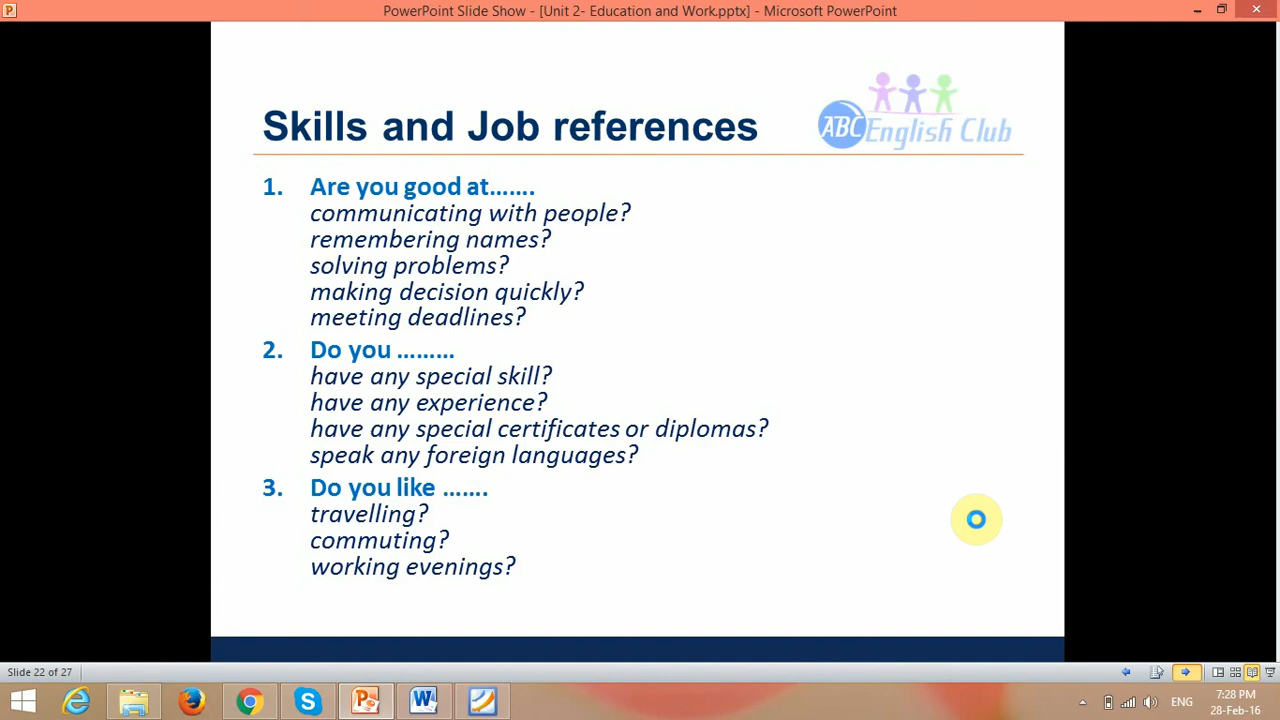 PowerPoint Slide Show - [Unit 2- Education and Work.pptx] - Microsoft PowerPoint
Skills and Job references
ABC English Club
1. Are you good at.......
communicating with people?
remembering names?
solving problems?
making decision quickly?
meeting deadlines?
2. Do you .........
have any special skill?
have any experience?
have any special certificates or diplomas?
speak any foreign languages?
3. Do you like .......
travelling?
commuting?
working evenings?
Slide 22 of 27
ENG
7:28 PM
28-Feb-16